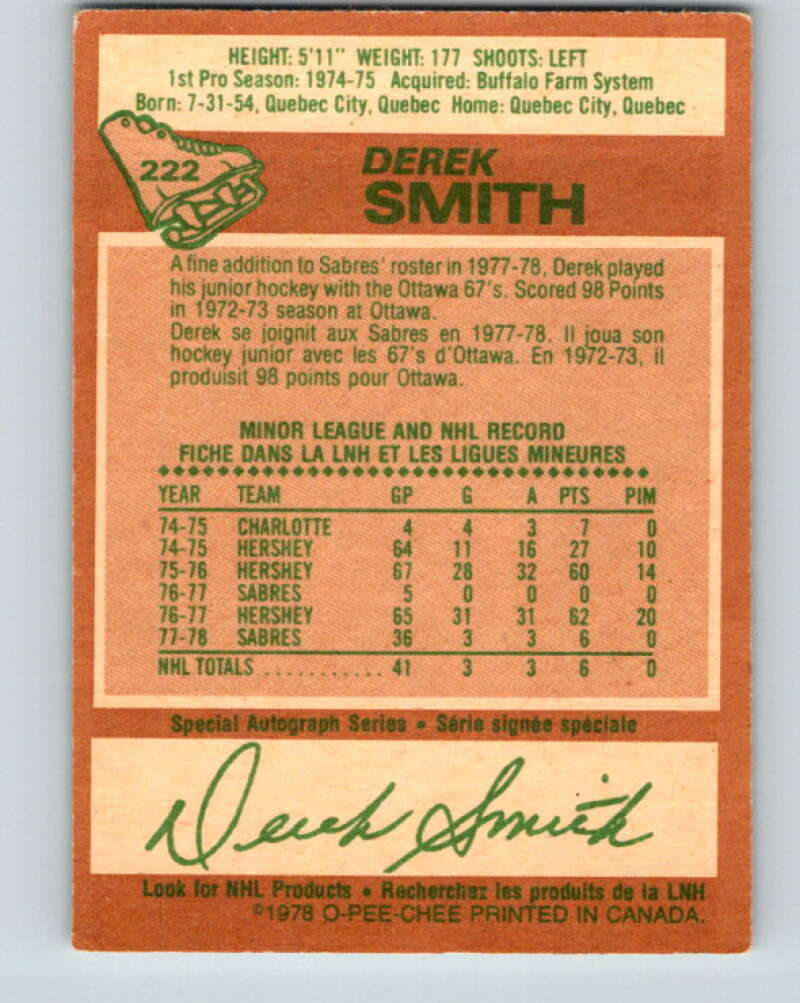 HEIGHT: 5'11" WEIGHT: 177 SHOOTS: LEFT
1st Pro Season: 1974-75 Acquired: Buffalo Farm System
Born: 7-31-54, Quebec City, Quebec Home: Quebec City, Quebec
222
DEREK
SMITH
A fine addition to Sabres' roster in 1977-78, Derek played
his junior hockey with the Ottawa 67's. Scored 98 Points
in 1972-73 season at Ottawa.
Derek se joignit aux Sabres en 1977-78. Il joua son
hockey junior avec les 67's d'Ottawa. En 1972-73, il
produisit 98 points pour Ottawa.
MINOR LEAGUE AND NHL RECORD
FICHE DANS LA LNH ET LES LIGUES MINEURES
YEAR TEAM GP G A PTS PIM
74-75 CHARLOTTE 4 4 3 7 0
74-75 HERSHEY 64 11 16 27 10
75-76 HERSHEY 67 28 32 60 14
76-77 SABRES 5 0 0 0 0
76-77 HERSHEY 65 31 31 62 20
77-78 SABRES 36 3 3 6 0
NHL TOTALS ........... 41 3 3 6 0
Special Autograph Series • Série signée spéciale
Derek Smith
Look for NHL Products • Recherchez les produits de la LNH
©1978 O-PEE-CHEE PRINTED IN CANADA.